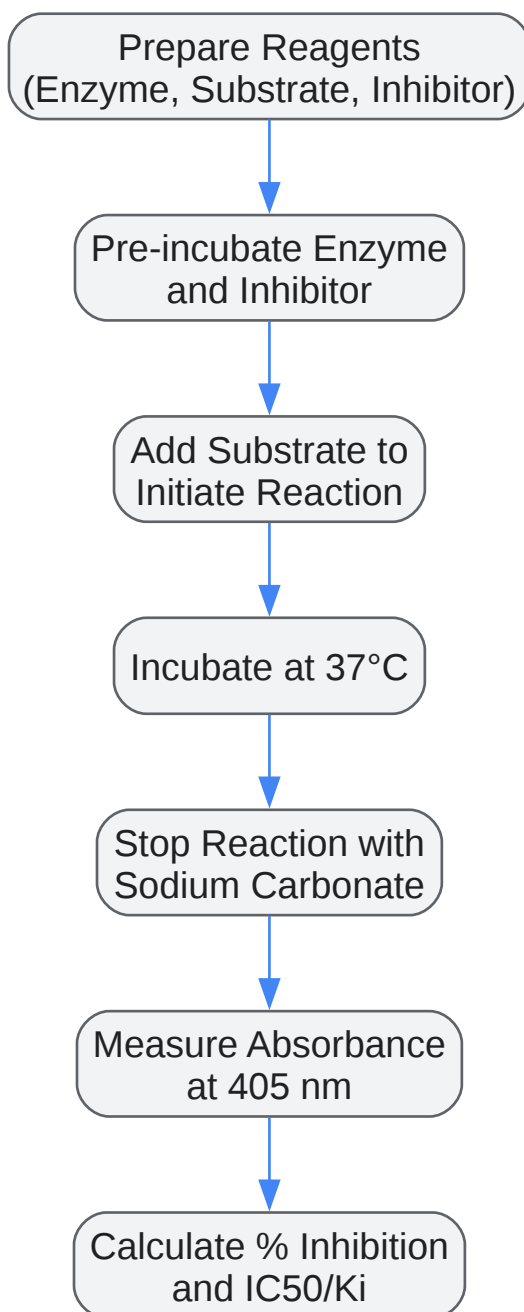 Prepare Reagents
(Enzyme, Substrate, Inhibitor)
Pre-incubate Enzyme
and Inhibitor
Add Substrate to
Initiate Reaction
Incubate at 37°C
Stop Reaction with
Sodium Carbonate
Measure Absorbance
at 405 nm
Calculate % Inhibition
and IC50/Ki